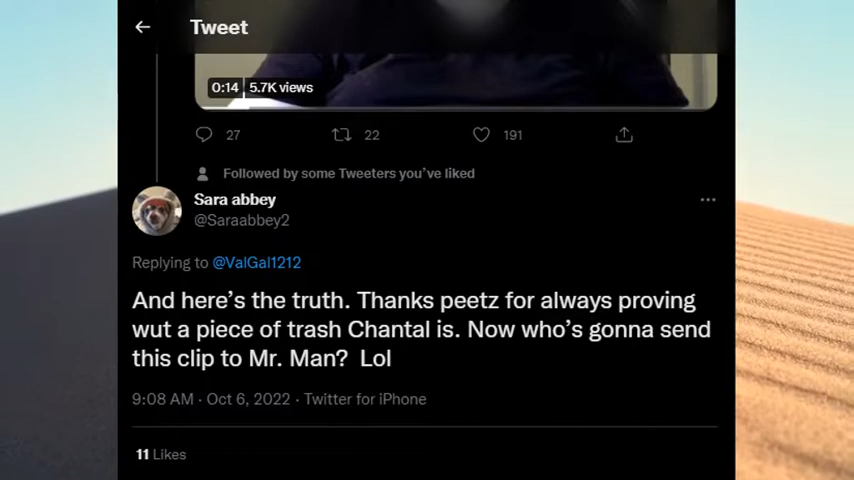 Tweet
0:14 5.7K views
27 22 191
Followed by some Tweeters you've liked
Sara abbey
@Saraabbey2
Replying to @ValGal1212
And here's the truth. Thanks peetz for always proving
wut a piece of trash Chantal is. Now who's gonna send
this clip to Mr. Man? Lol
9:08 AM · Oct 6, 2022 · Twitter for iPhone
11 Likes